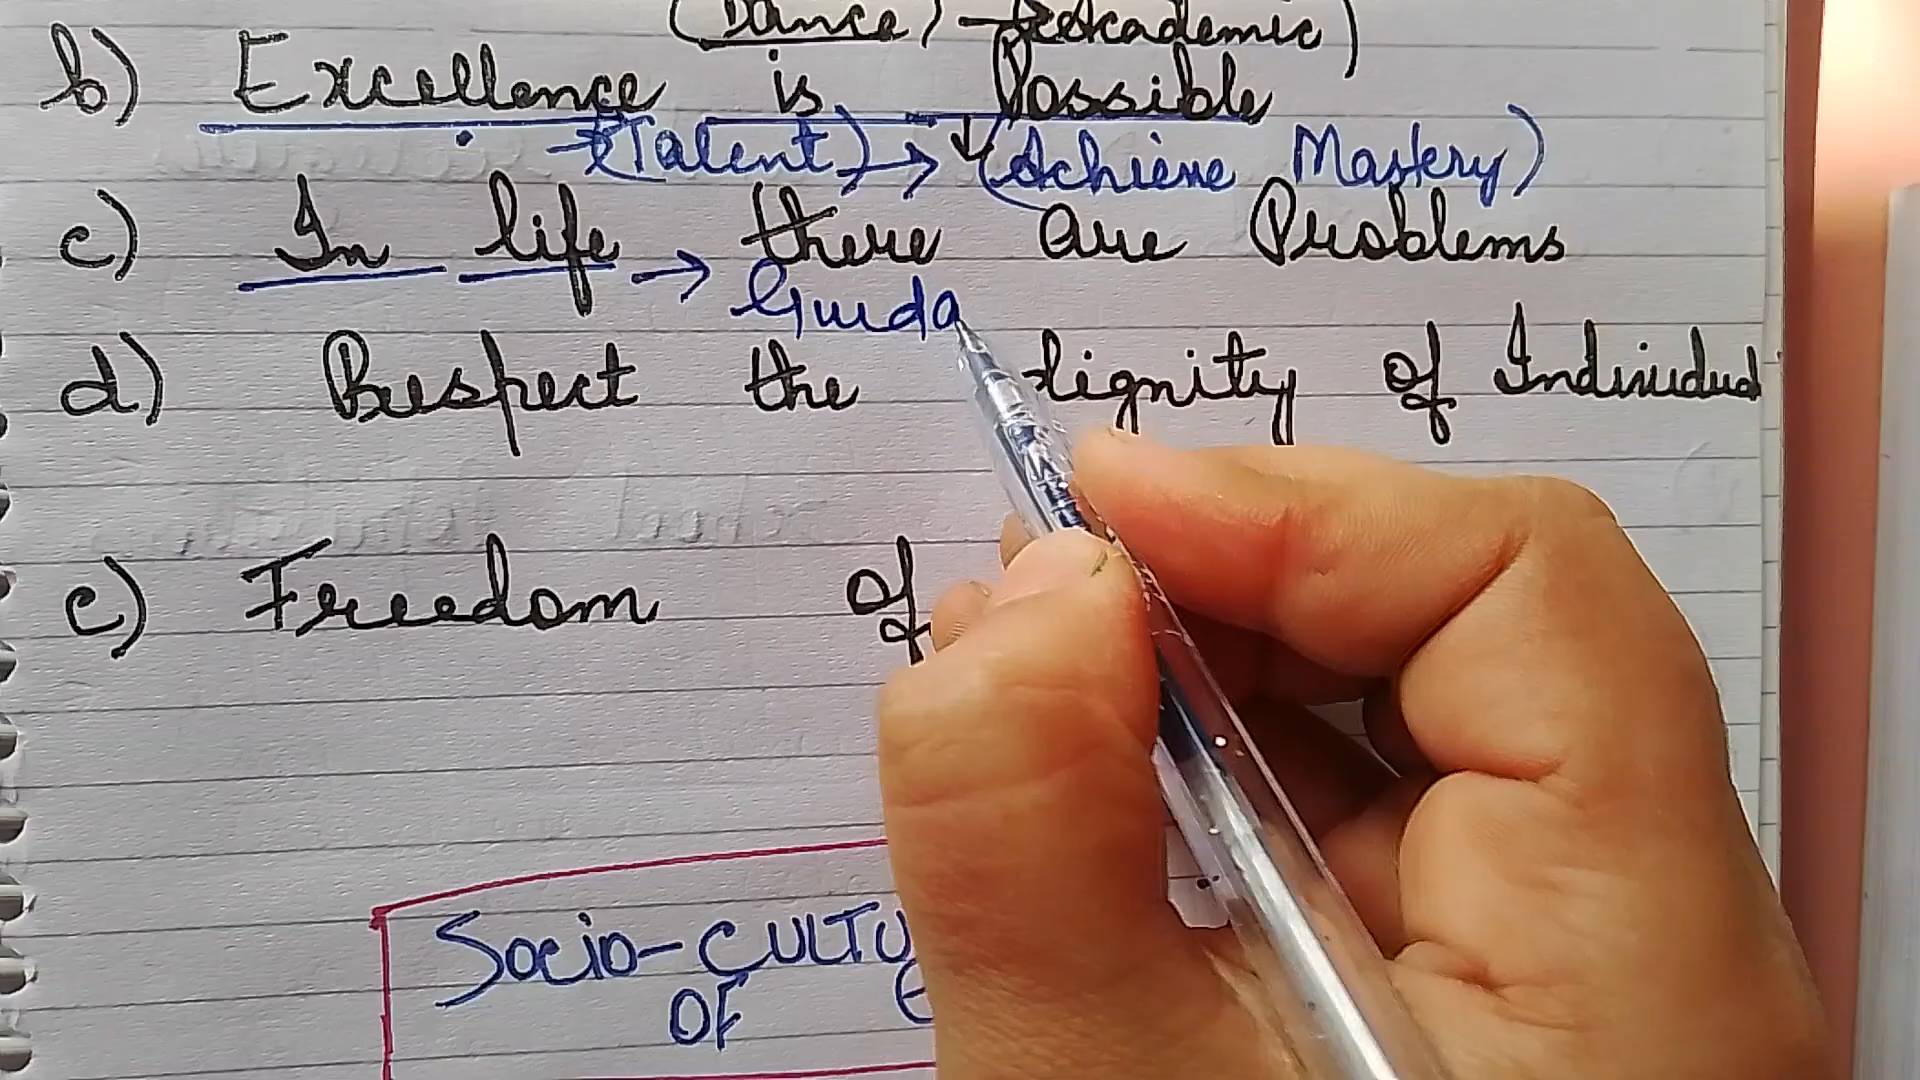 (Dance) → (Academic)
b) Excellence is Possible
→ (Talent) → (Achieve Mastery)
c) In life there are Problems
→ Guida
d) Respect the dignity of Individual
e) Freedom of
SOCIO-CULTU
OF